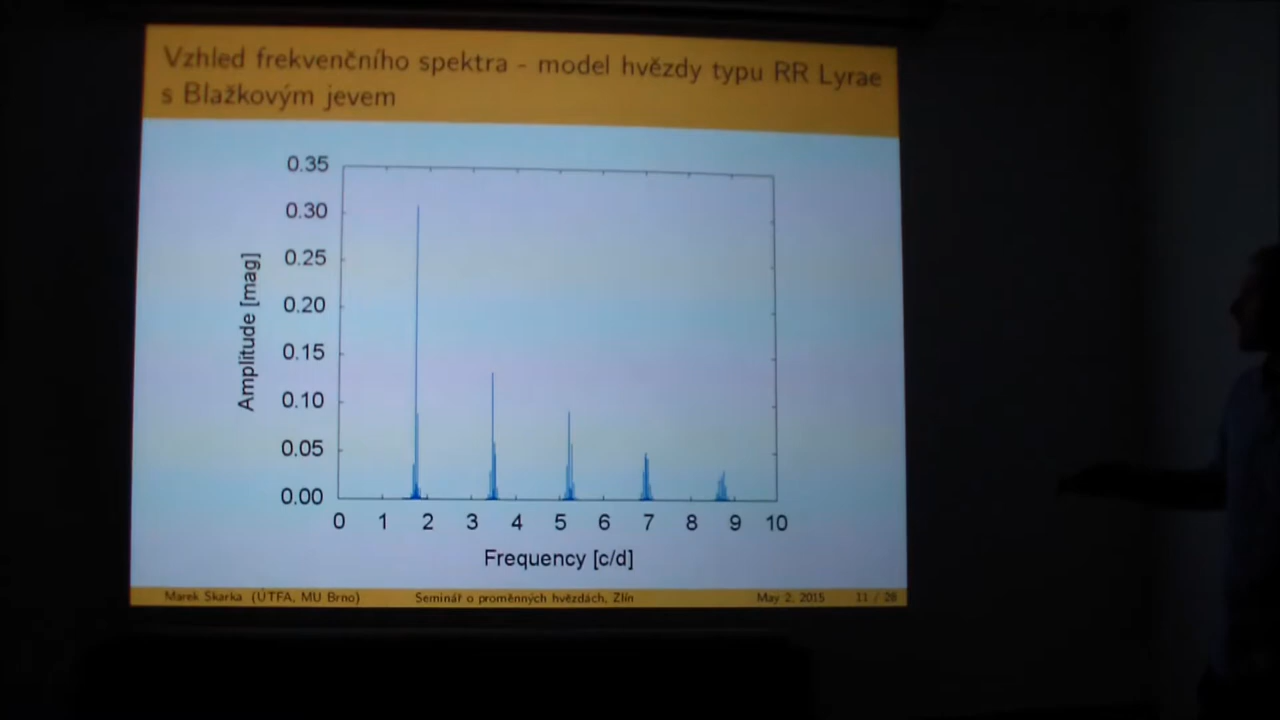 Vzhled frekvenčního spektra - model hvězdy typu RR Lyrae
s Blažkovým jevem
0.35
0.30
0.25
0.20
0.15
0.10
0.05
0.00
Amplitude [mag]
0 1 2 3 4 5 6 7 8 9 10
Frequency [c/d]
Marek Skarka (ÚTFA, MU Brno) Seminář o proměnných hvězdách, Zlín May 2, 2015 11 / 28